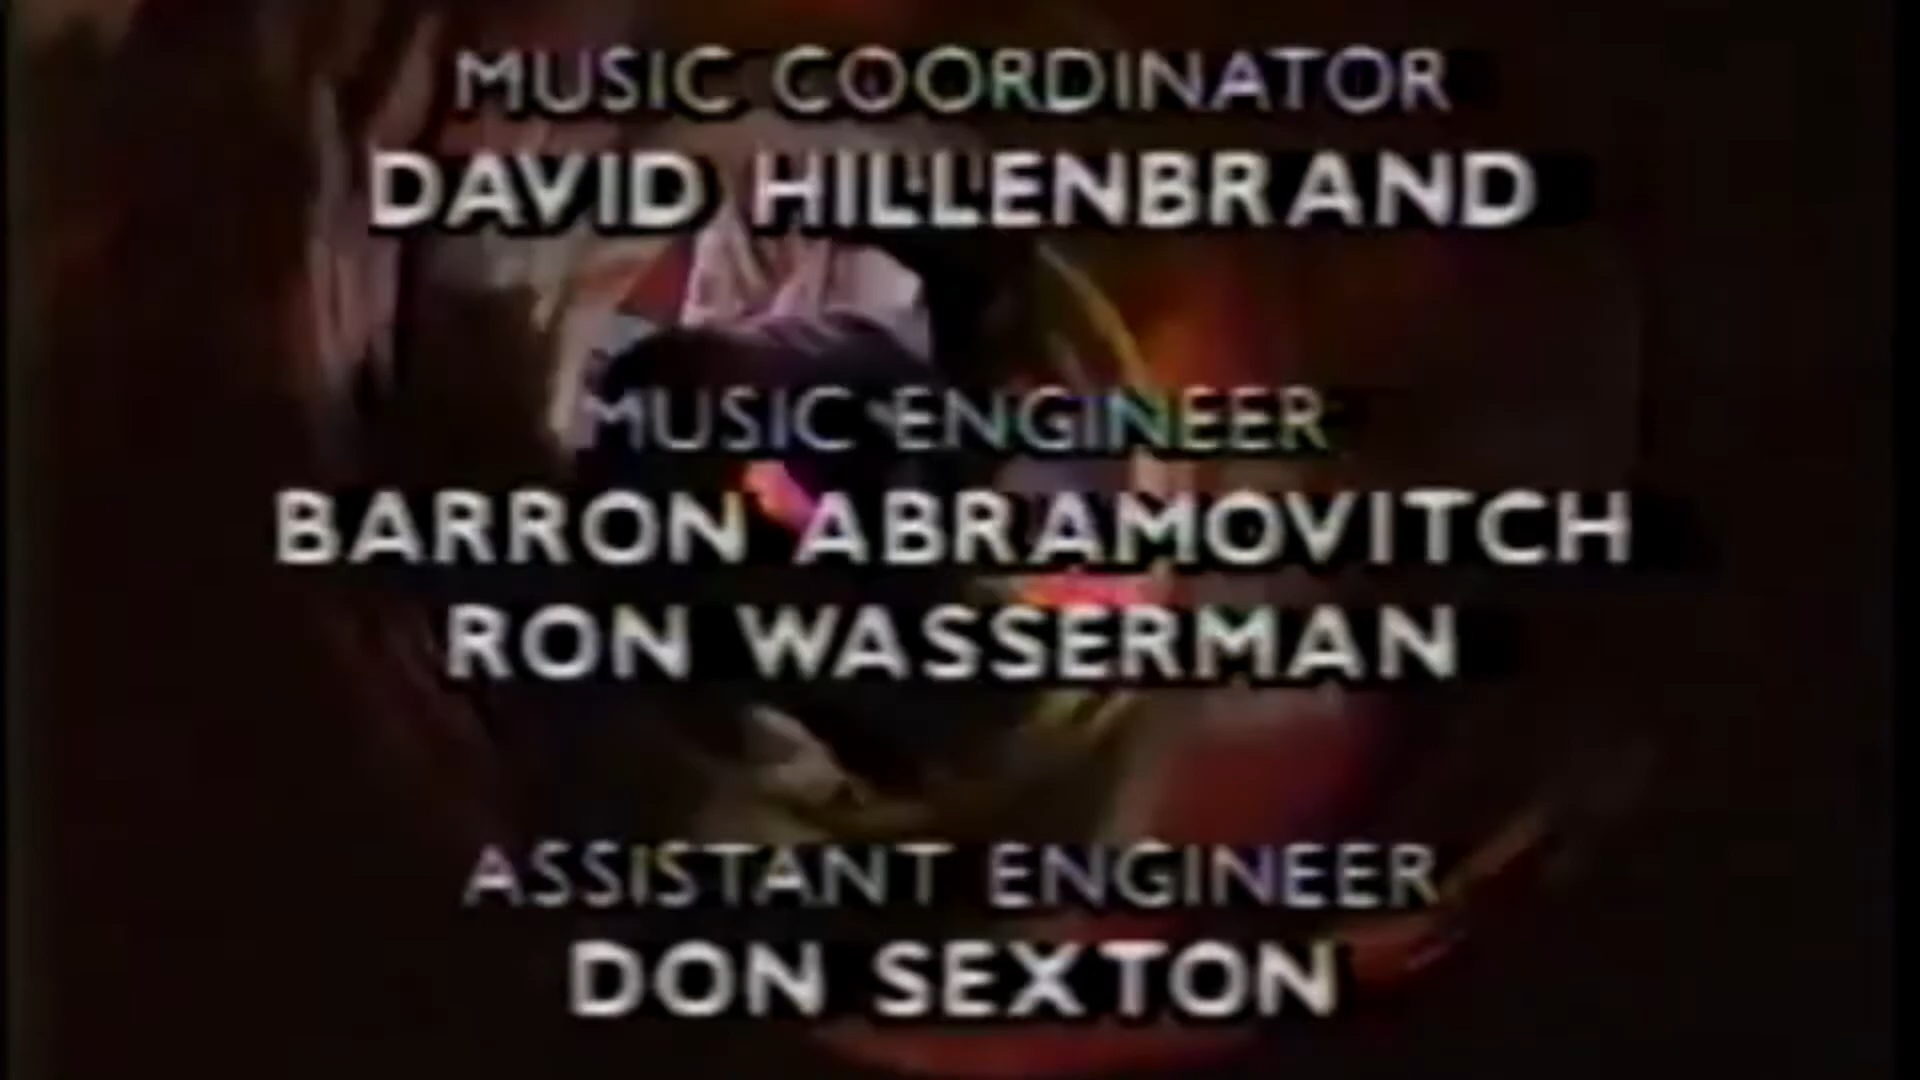 MUSIC COORDINATOR
DAVID HILLENBRAND
MUSIC ENGINEER
BARRON ABRAMOVITCH
RON WASSERMAN
ASSISTANT ENGINEER
DON SEXTON